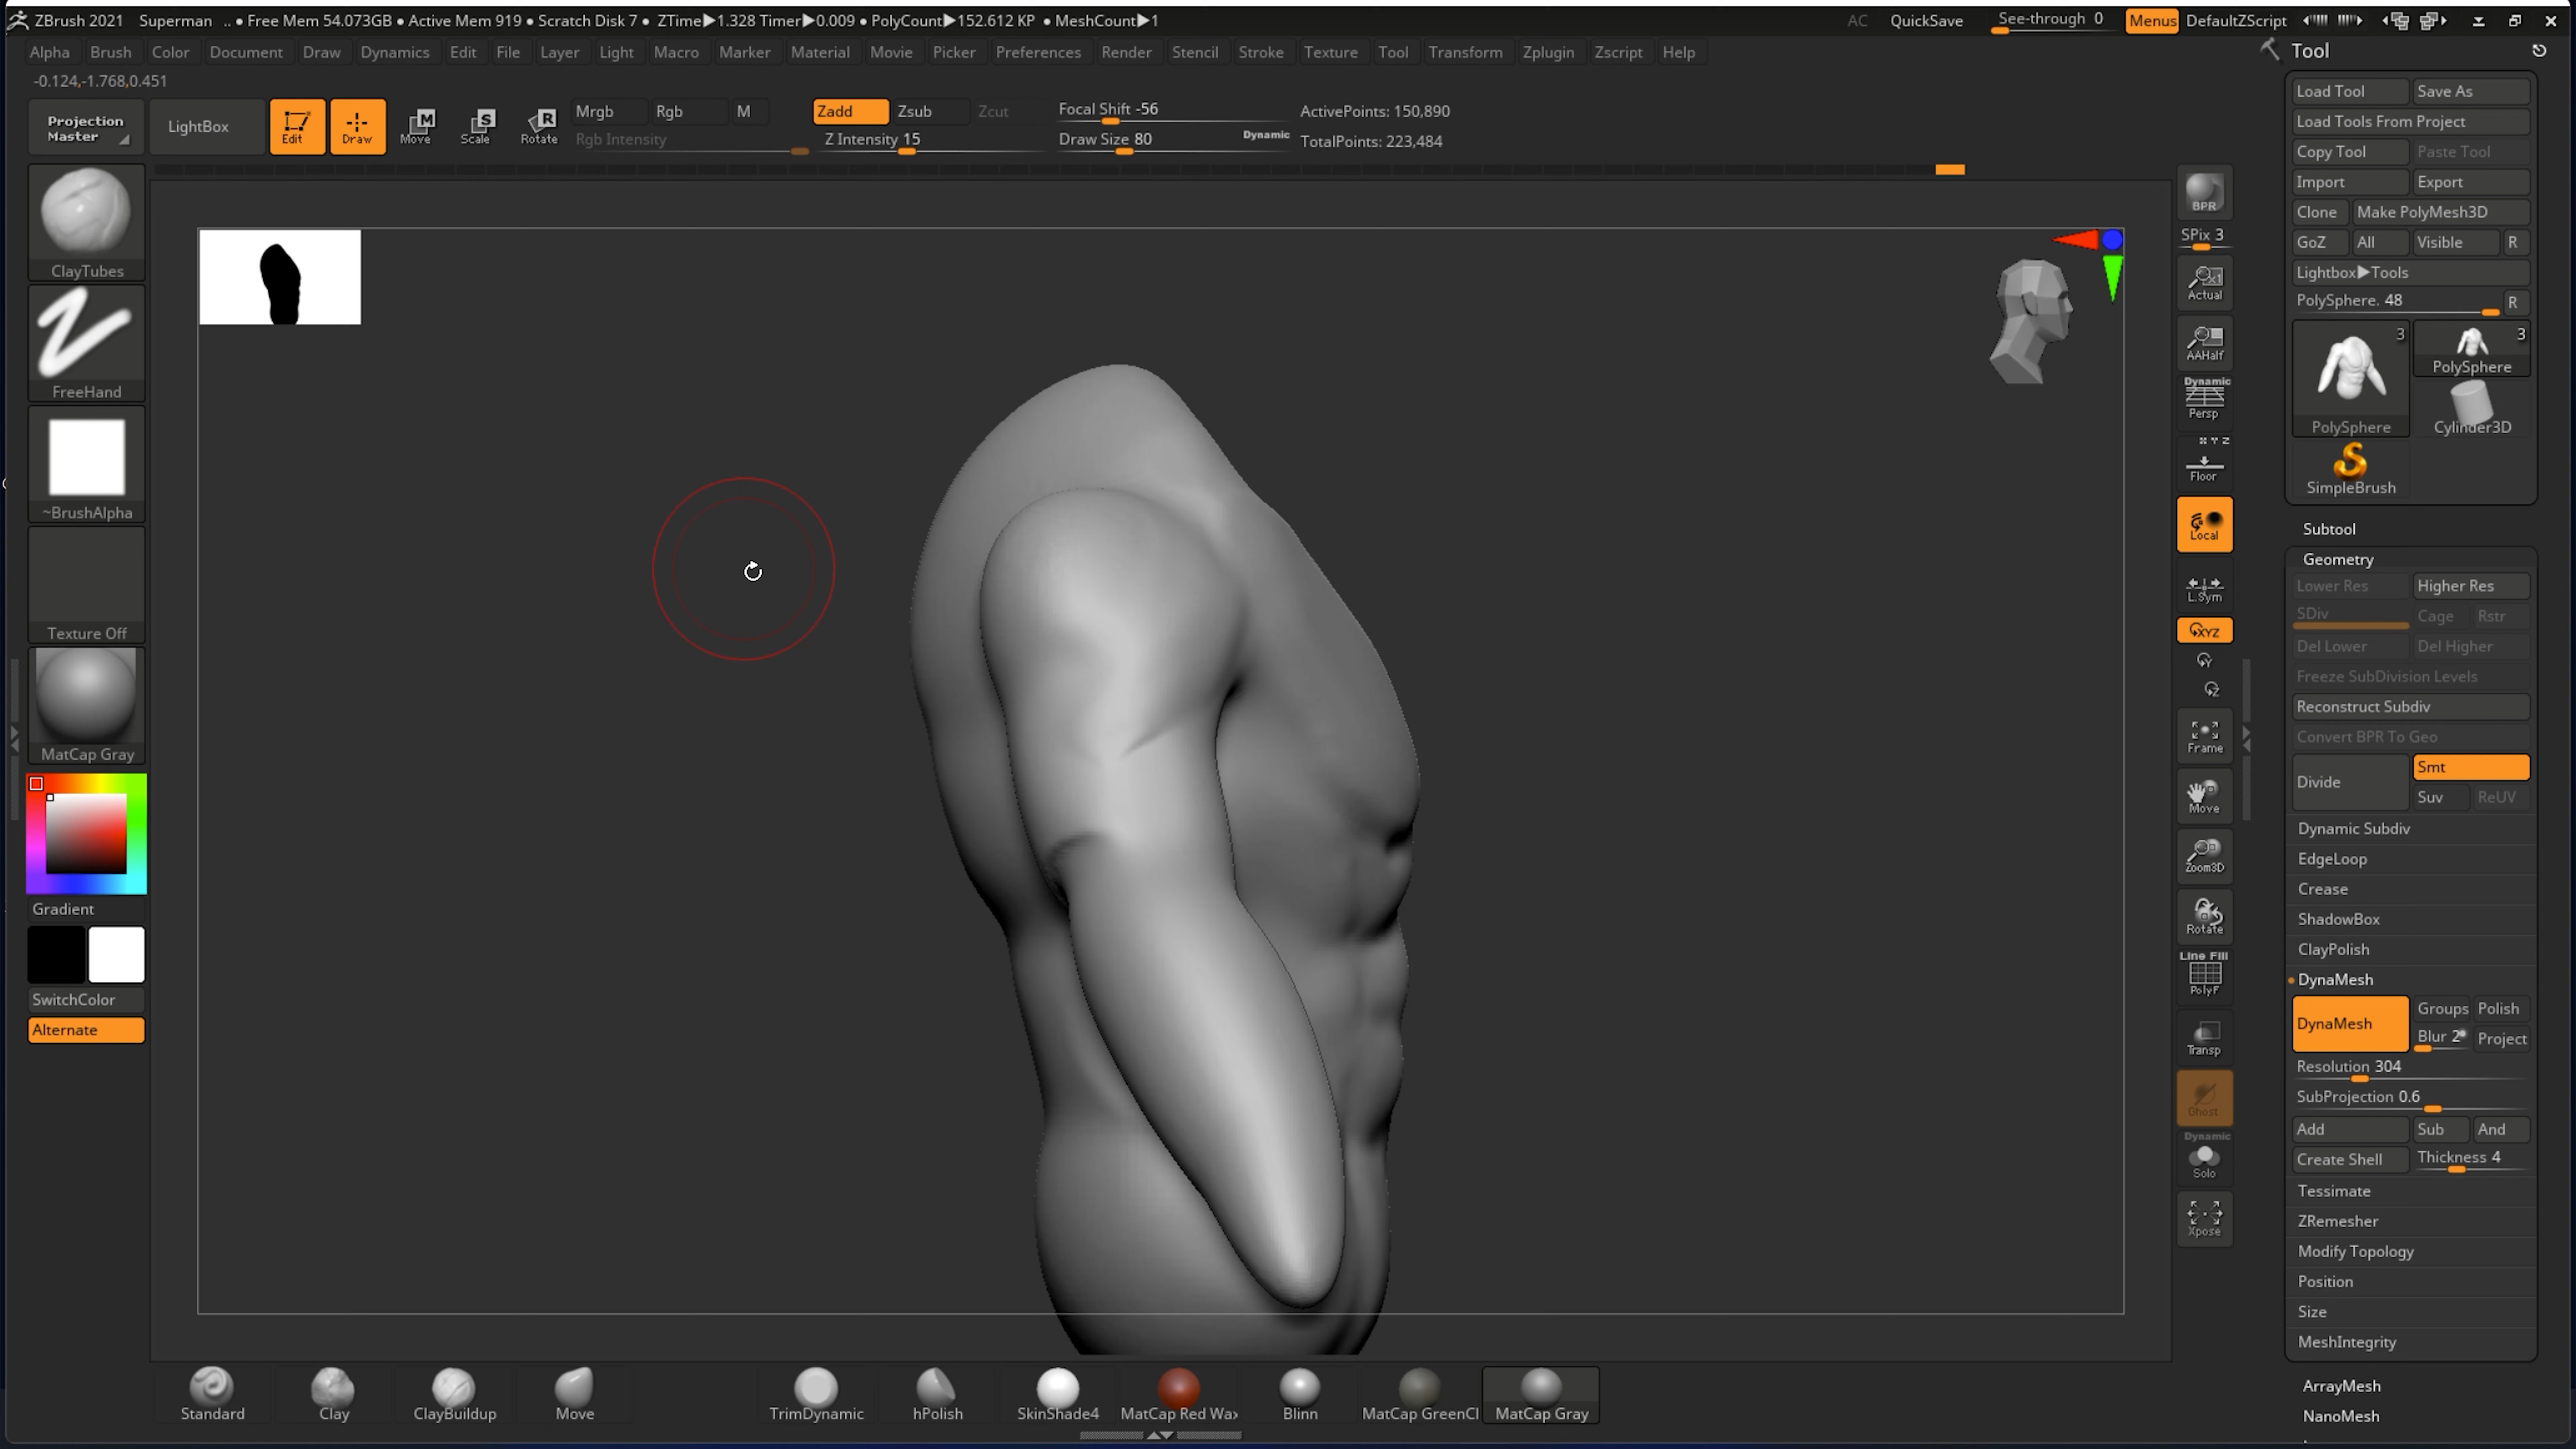 ZBrush 2021 Superman .. • Free Mem 54.073GB • Active Mem 919 • Scratch Disk 7 • ZTime▶1.328 Timer▶0.009 • PolyCount▶152.612 KP • MeshCount▶1
AC QuickSave See-through 0 Menus DefaultZScript
Alpha Brush Color Document Draw Dynamics Edit File Layer Light Macro Marker Material Movie Picker Preferences Render Stencil Stroke Texture Tool Transform Zplugin Zscript Help
-0.124,-1.768,0.451
Projection Master
LightBox
Edit
Draw
M
Move
S
Scale
R
Rotate
Mrgb Rgb M
Rgb Intensity
Zadd Zsub Zcut
Z Intensity 15
Focal Shift -56
Draw Size 80
Dynamic
ActivePoints: 150,890
TotalPoints: 223,484
ClayTubes
FreeHand
~BrushAlpha
Texture Off
MatCap Gray
Gradient
SwitchColor
Alternate
BPR
SPix 3
Actual
AAHalf
Dynamic
Persp
X Y Z
Floor
Local
L.Sym
XYZ
Y
Z
Frame
Move
Zoom3D
Rotate
Line Fill
PolyF
Transp
Ghost
Dynamic
Solo
Xpose
Tool
Load Tool Save As
Load Tools From Project
Copy Tool Paste Tool
Import Export
Clone Make PolyMesh3D
GoZ All Visible R
Lightbox▶Tools
PolySphere. 48 R
3
3
PolySphere
PolySphere
Cylinder3D
SimpleBrush
Subtool
Geometry
Lower Res Higher Res
SDiv Cage Rstr
Del Lower Del Higher
Freeze SubDivision Levels
Reconstruct Subdiv
Convert BPR To Geo
Divide
Smt
Suv ReUV
Dynamic Subdiv
EdgeLoop
Crease
ShadowBox
ClayPolish
DynaMesh
DynaMesh
Groups Polish
Blur 2 Project
Resolution 304
SubProjection 0.6
Add Sub And
Create Shell Thickness 4
Tessimate
ZRemesher
Modify Topology
Position
Size
MeshIntegrity
ArrayMesh
NanoMesh
Standard
Clay
ClayBuildup
Move
TrimDynamic
hPolish
SkinShade4
MatCap Red Wax
Blinn
MatCap GreenCl
MatCap Gray